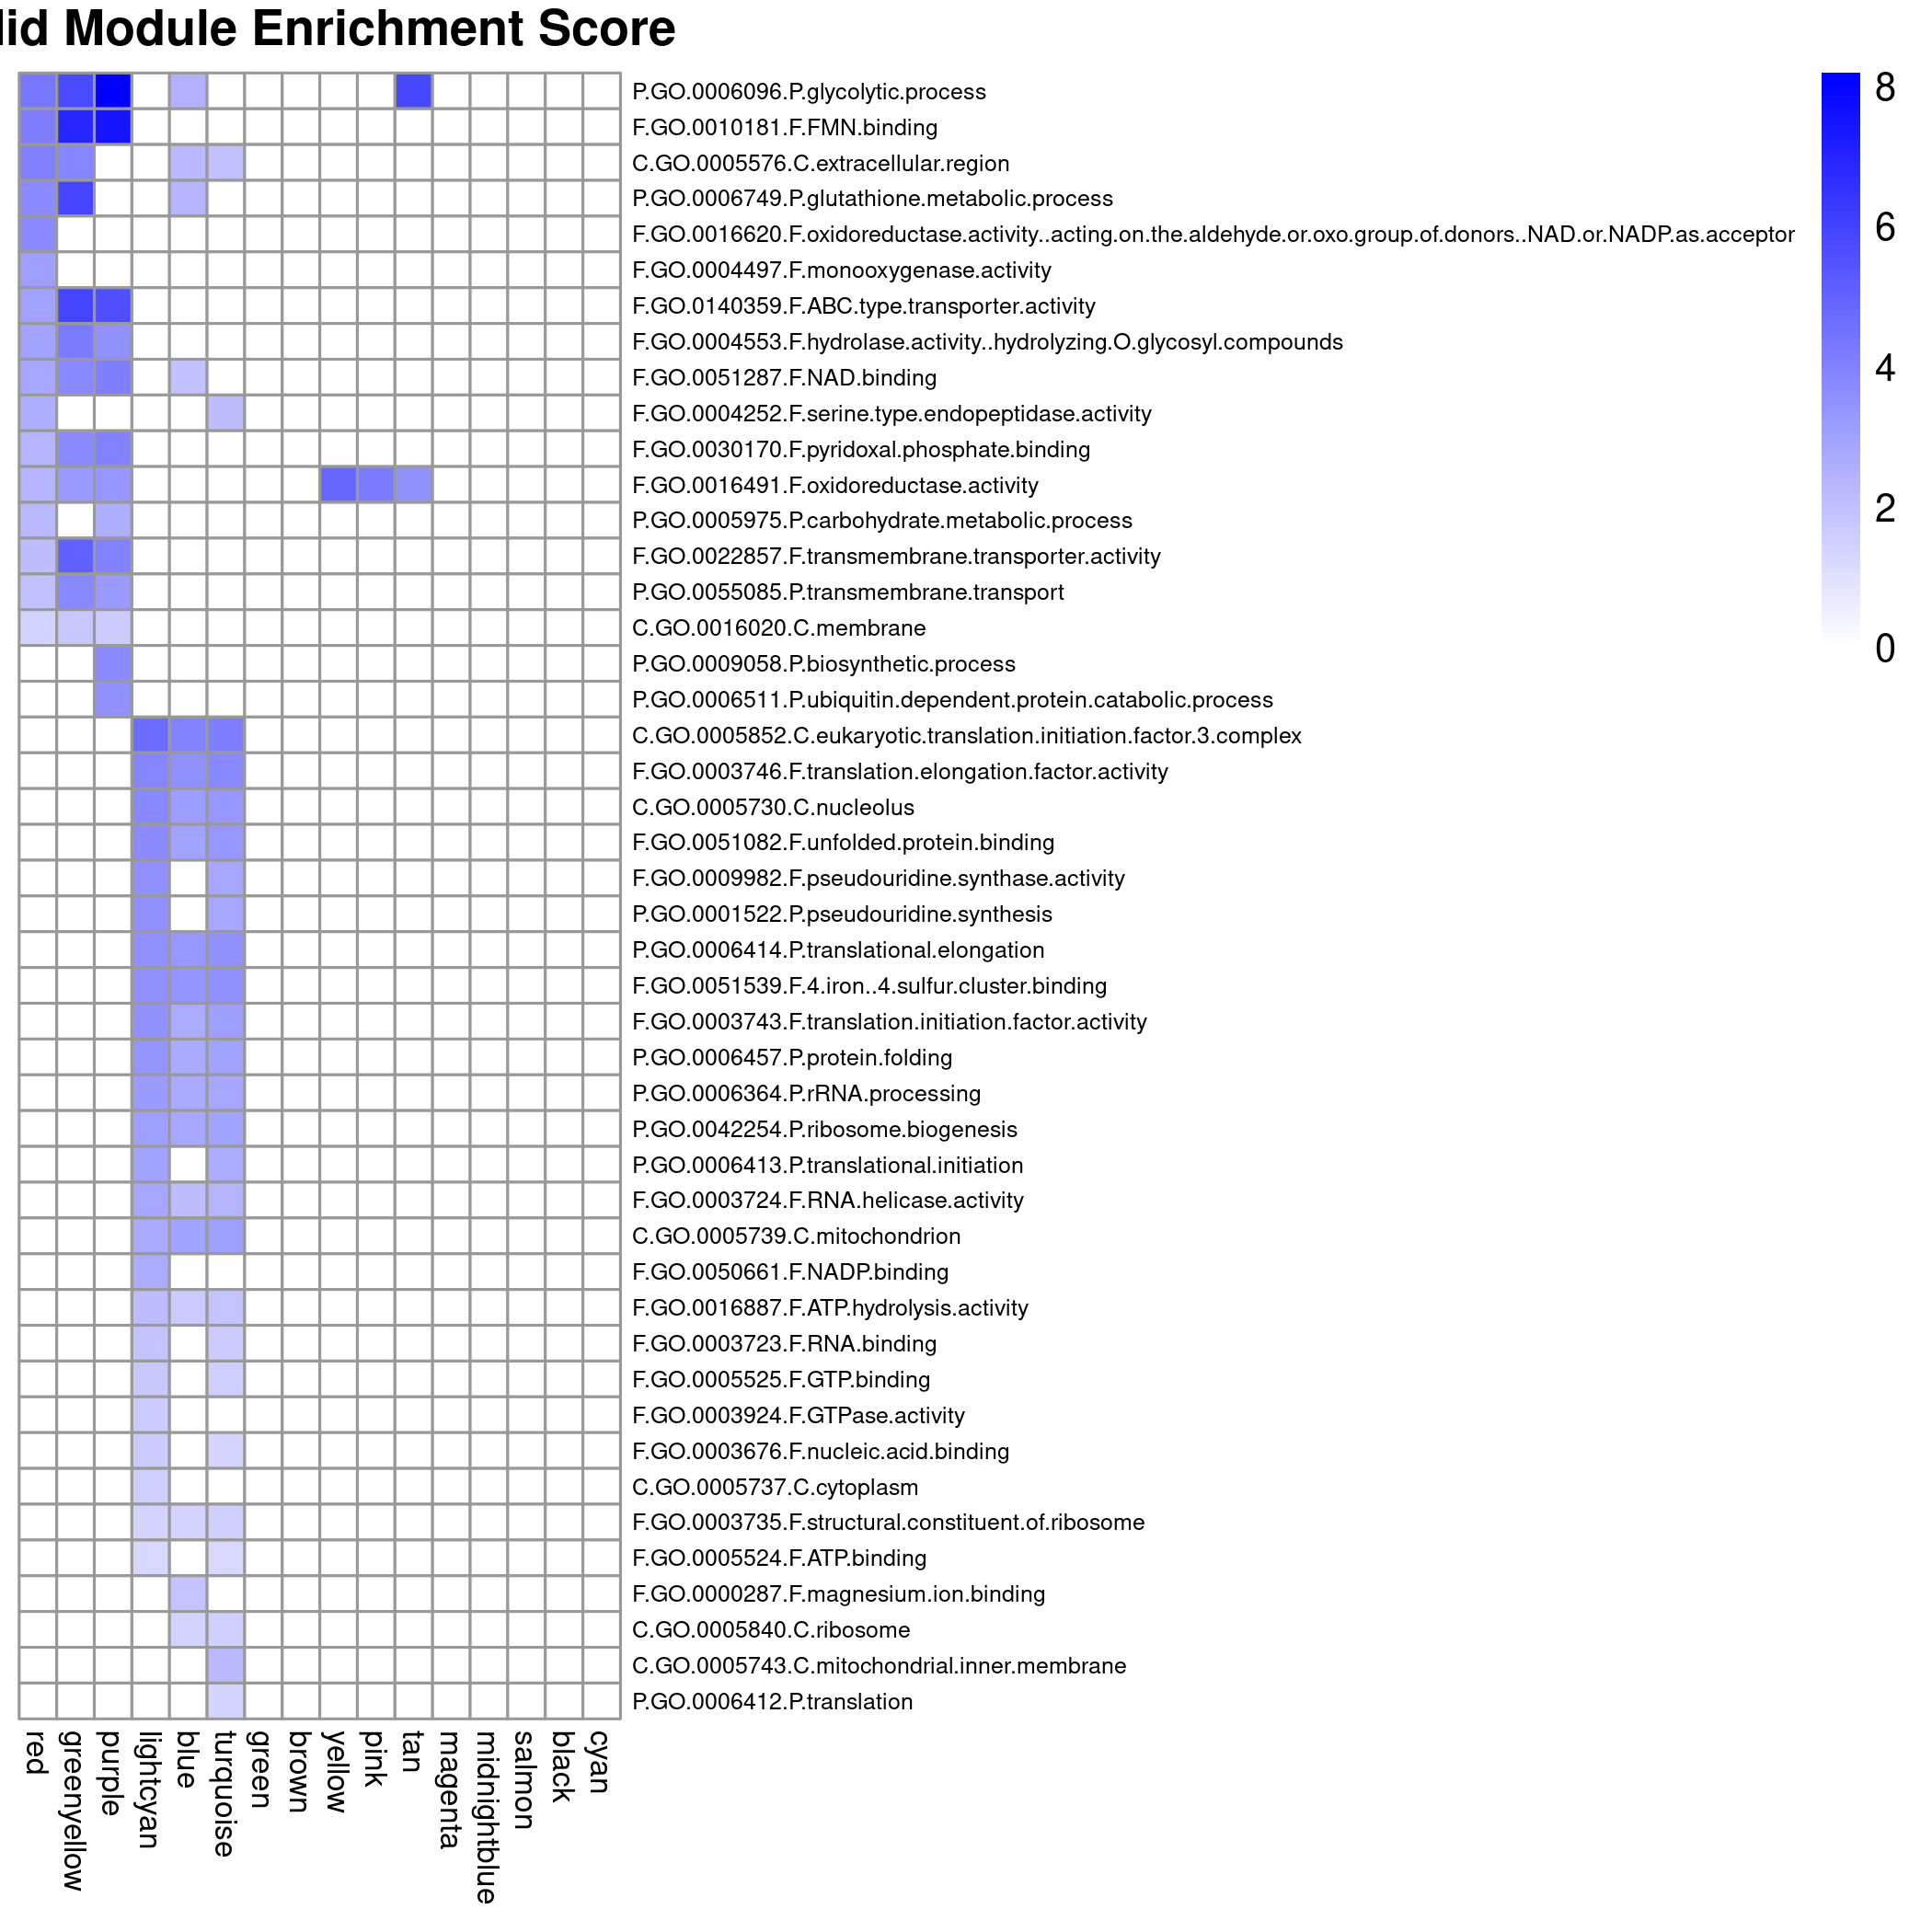 lid Module Enrichment Score
P.GO.0006096.P.glycolytic.process
F.GO.0010181.F.FMN.binding
C.GO.0005576.C.extracellular.region
P.GO.0006749.P.glutathione.metabolic.process
F.GO.0016620.F.oxidoreductase.activity..acting.on.the.aldehyde.or.oxo.group.of.donors..NAD.or.NADP.as.acceptor
F.GO.0004497.F.monooxygenase.activity
F.GO.0140359.F.ABC.type.transporter.activity
F.GO.0004553.F.hydrolase.activity..hydrolyzing.O.glycosyl.compounds
F.GO.0051287.F.NAD.binding
F.GO.0004252.F.serine.type.endopeptidase.activity
F.GO.0030170.F.pyridoxal.phosphate.binding
F.GO.0016491.F.oxidoreductase.activity
P.GO.0005975.P.carbohydrate.metabolic.process
F.GO.0022857.F.transmembrane.transporter.activity
P.GO.0055085.P.transmembrane.transport
C.GO.0016020.C.membrane
P.GO.0009058.P.biosynthetic.process
P.GO.0006511.P.ubiquitin.dependent.protein.catabolic.process
C.GO.0005852.C.eukaryotic.translation.initiation.factor.3.complex
F.GO.0003746.F.translation.elongation.factor.activity
C.GO.0005730.C.nucleolus
F.GO.0051082.F.unfolded.protein.binding
F.GO.0009982.F.pseudouridine.synthase.activity
P.GO.0001522.P.pseudouridine.synthesis
P.GO.0006414.P.translational.elongation
F.GO.0051539.F.4.iron..4.sulfur.cluster.binding
F.GO.0003743.F.translation.initiation.factor.activity
P.GO.0006457.P.protein.folding
P.GO.0006364.P.rRNA.processing
P.GO.0042254.P.ribosome.biogenesis
P.GO.0006413.P.translational.initiation
F.GO.0003724.F.RNA.helicase.activity
C.GO.0005739.C.mitochondrion
F.GO.0050661.F.NADP.binding
F.GO.0016887.F.ATP.hydrolysis.activity
F.GO.0003723.F.RNA.binding
F.GO.0005525.F.GTP.binding
F.GO.0003924.F.GTPase.activity
F.GO.0003676.F.nucleic.acid.binding
C.GO.0005737.C.cytoplasm
F.GO.0003735.F.structural.constituent.of.ribosome
F.GO.0005524.F.ATP.binding
F.GO.0000287.F.magnesium.ion.binding
C.GO.0005840.C.ribosome
C.GO.0005743.C.mitochondrial.inner.membrane
P.GO.0006412.P.translation
red
greenyellow
purple
lightcyan
blue
turquoise
green
brown
yellow
pink
tan
magenta
midnightblue
salmon
black
cyan
8
6
4
2
0